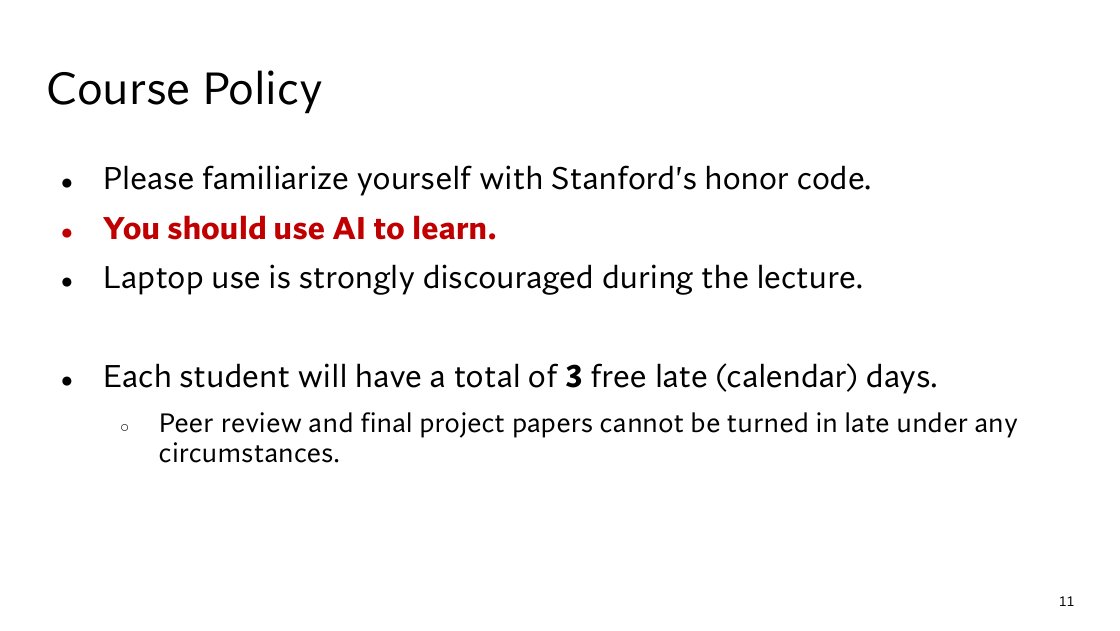 Course Policy
● Please familiarize yourself with Stanford's honor code.
● You should use AI to learn.
● Laptop use is strongly discouraged during the lecture.
● Each student will have a total of 3 free late (calendar) days.
○ Peer review and final project papers cannot be turned in late under any
circumstances.
11